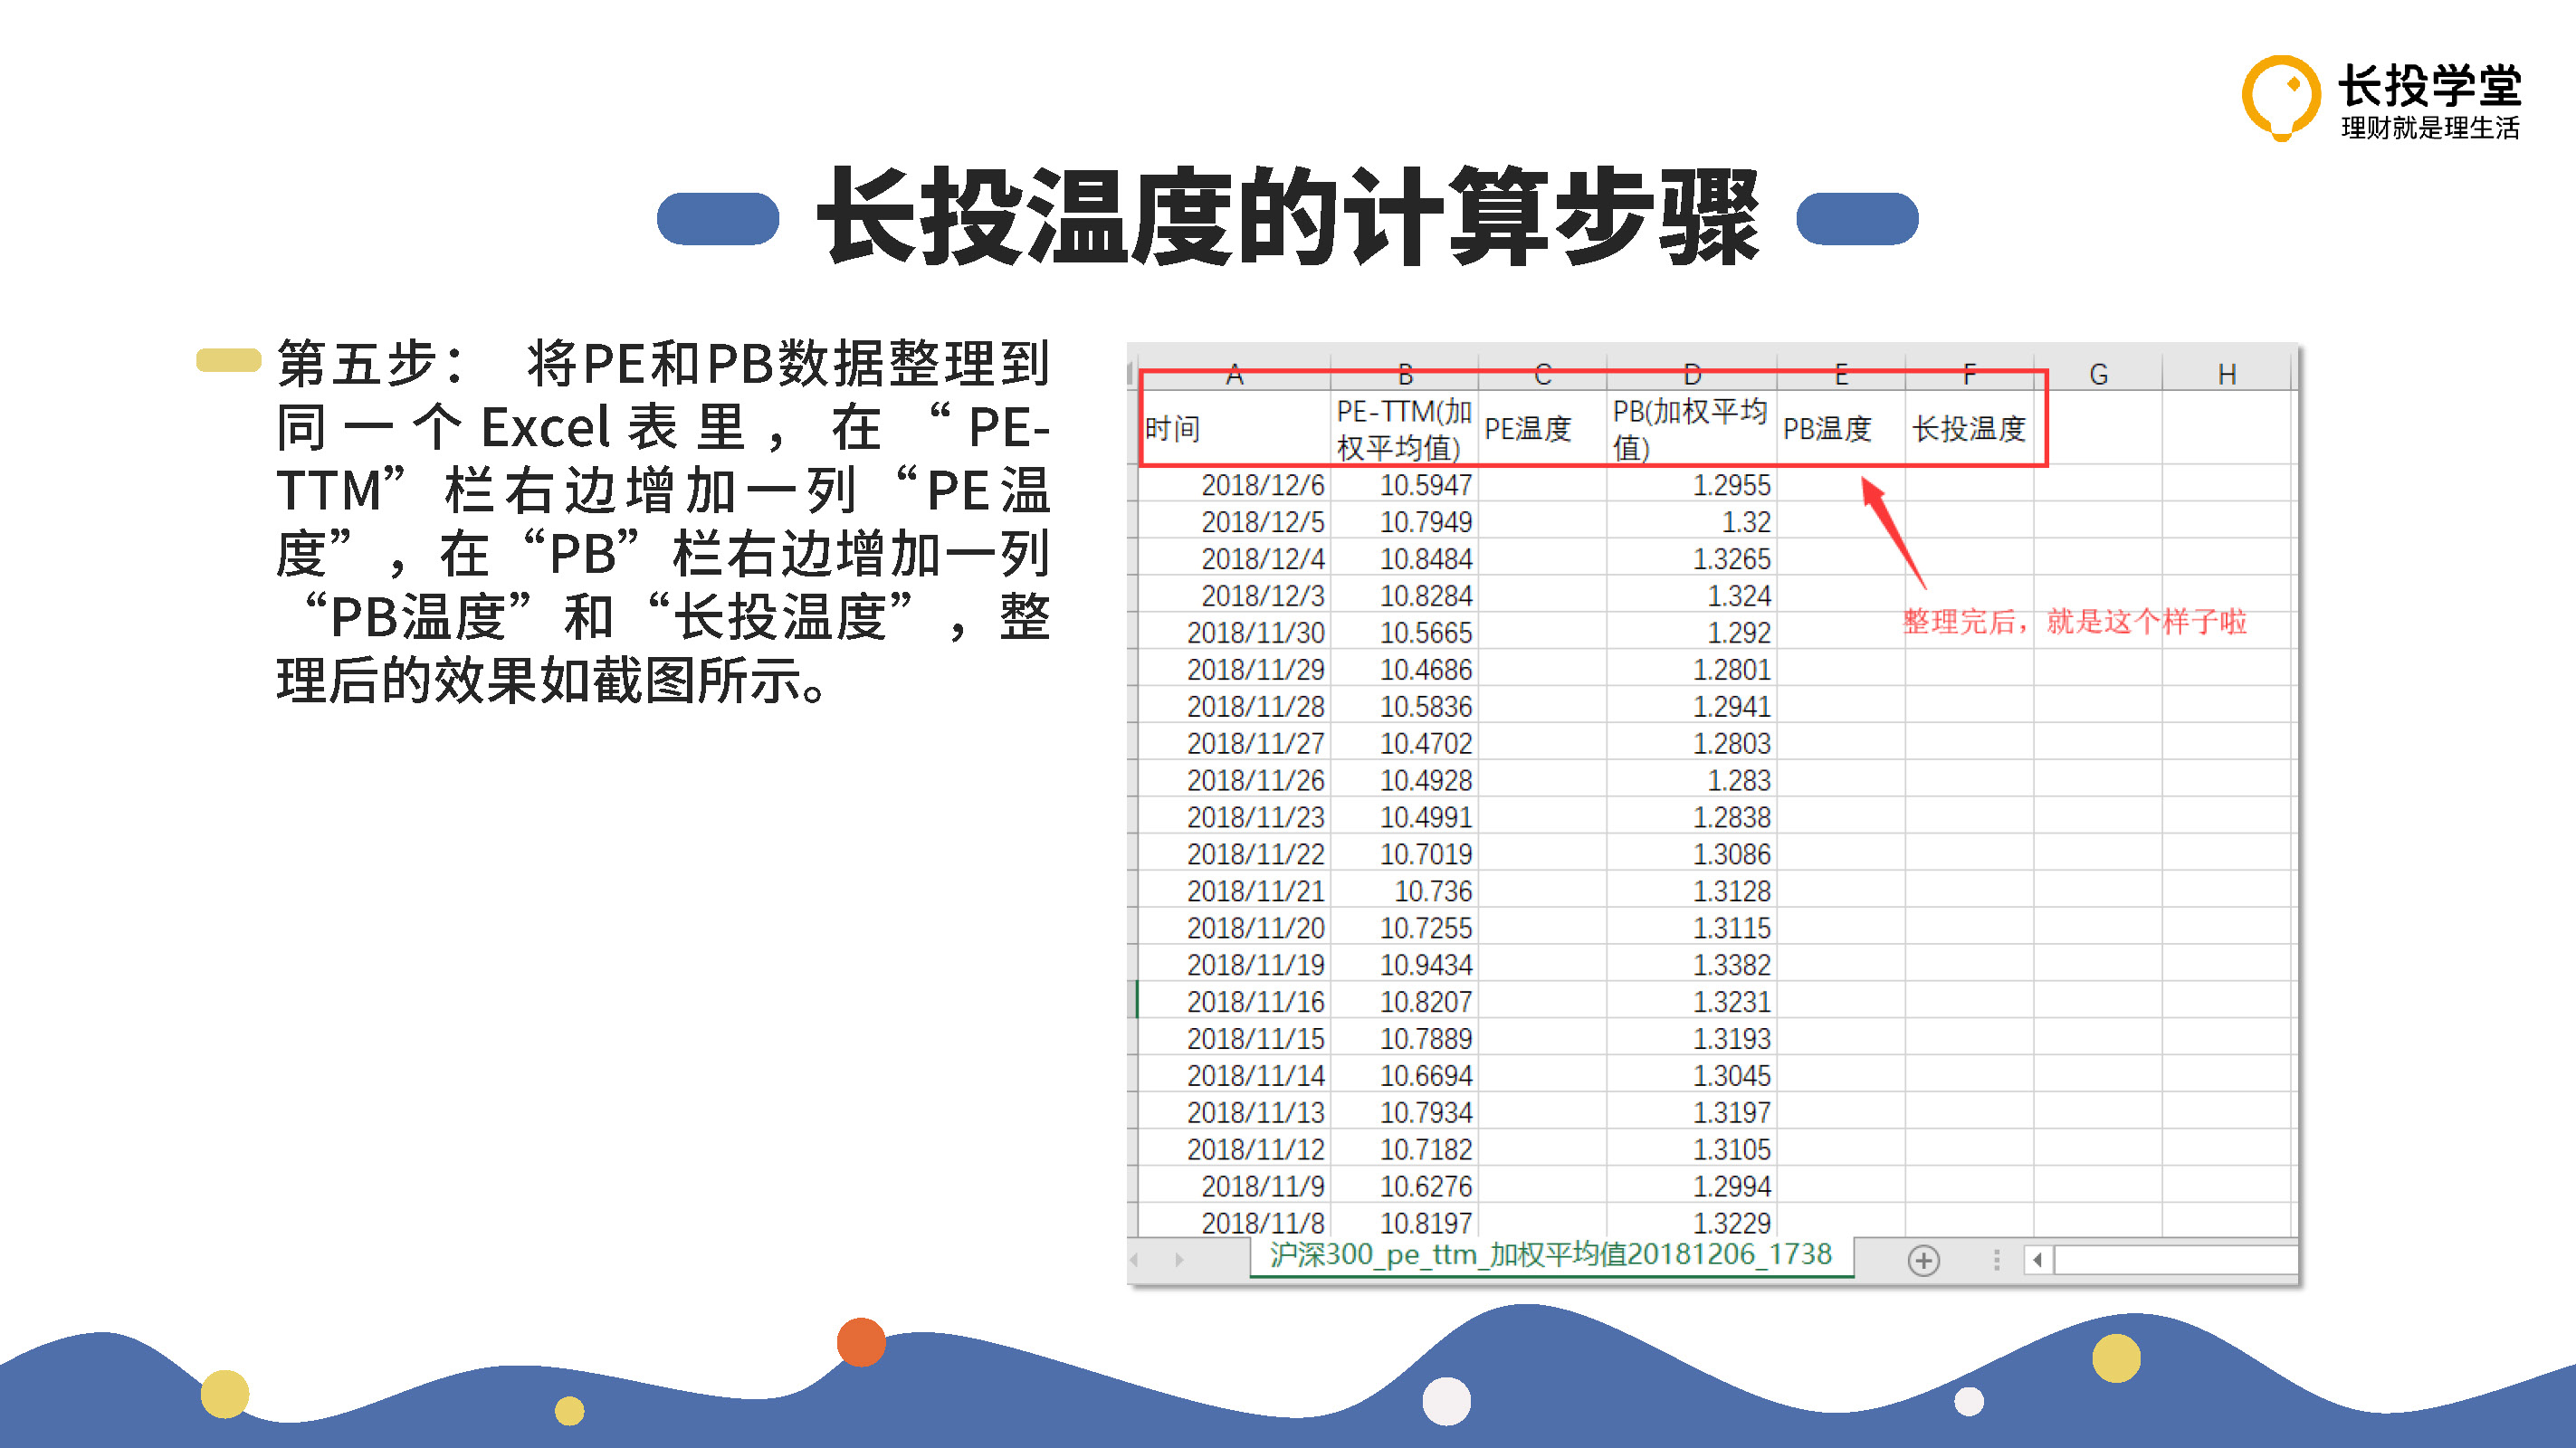 长投学堂
理财就是理生活
长投温度的计算步骤
第五步： 将PE和PB数据整理到
同一个Excel表里，在“PE-
TTM”栏右边增加一列“PE温
度”，在“PB”栏右边增加一列
“PB温度”和“长投温度”，整
理后的效果如截图所示。
A B C D E F G H
时间 PE-TTM(加权平均值) PE温度 PB(加权平均值) PB温度 长投温度
2018/12/6 10.5947 1.2955
2018/12/5 10.7949 1.32
2018/12/4 10.8484 1.3265
2018/12/3 10.8284 1.324
2018/11/30 10.5665 1.292
整理完后，就是这个样子啦
2018/11/29 10.4686 1.2801
2018/11/28 10.5836 1.2941
2018/11/27 10.4702 1.2803
2018/11/26 10.4928 1.283
2018/11/23 10.4991 1.2838
2018/11/22 10.7019 1.3086
2018/11/21 10.736 1.3128
2018/11/20 10.7255 1.3115
2018/11/19 10.9434 1.3382
2018/11/16 10.8207 1.3231
2018/11/15 10.7889 1.3193
2018/11/14 10.6694 1.3045
2018/11/13 10.7934 1.3197
2018/11/12 10.7182 1.3105
2018/11/9 10.6276 1.2994
2018/11/8 10.8197 1.3229
沪深300_pe_ttm_加权平均值20181206_1738